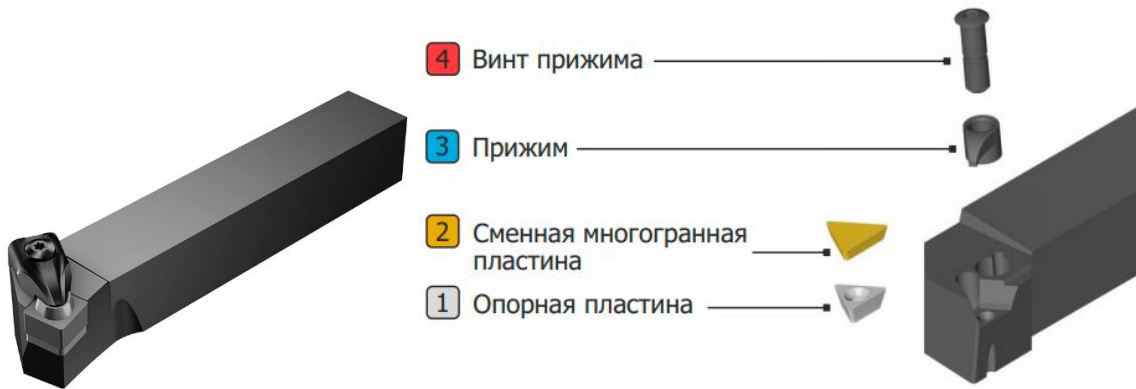 4 Винт прижима
3 Прижим
2 Сменная многогранная
пластина
1 Опорная пластина